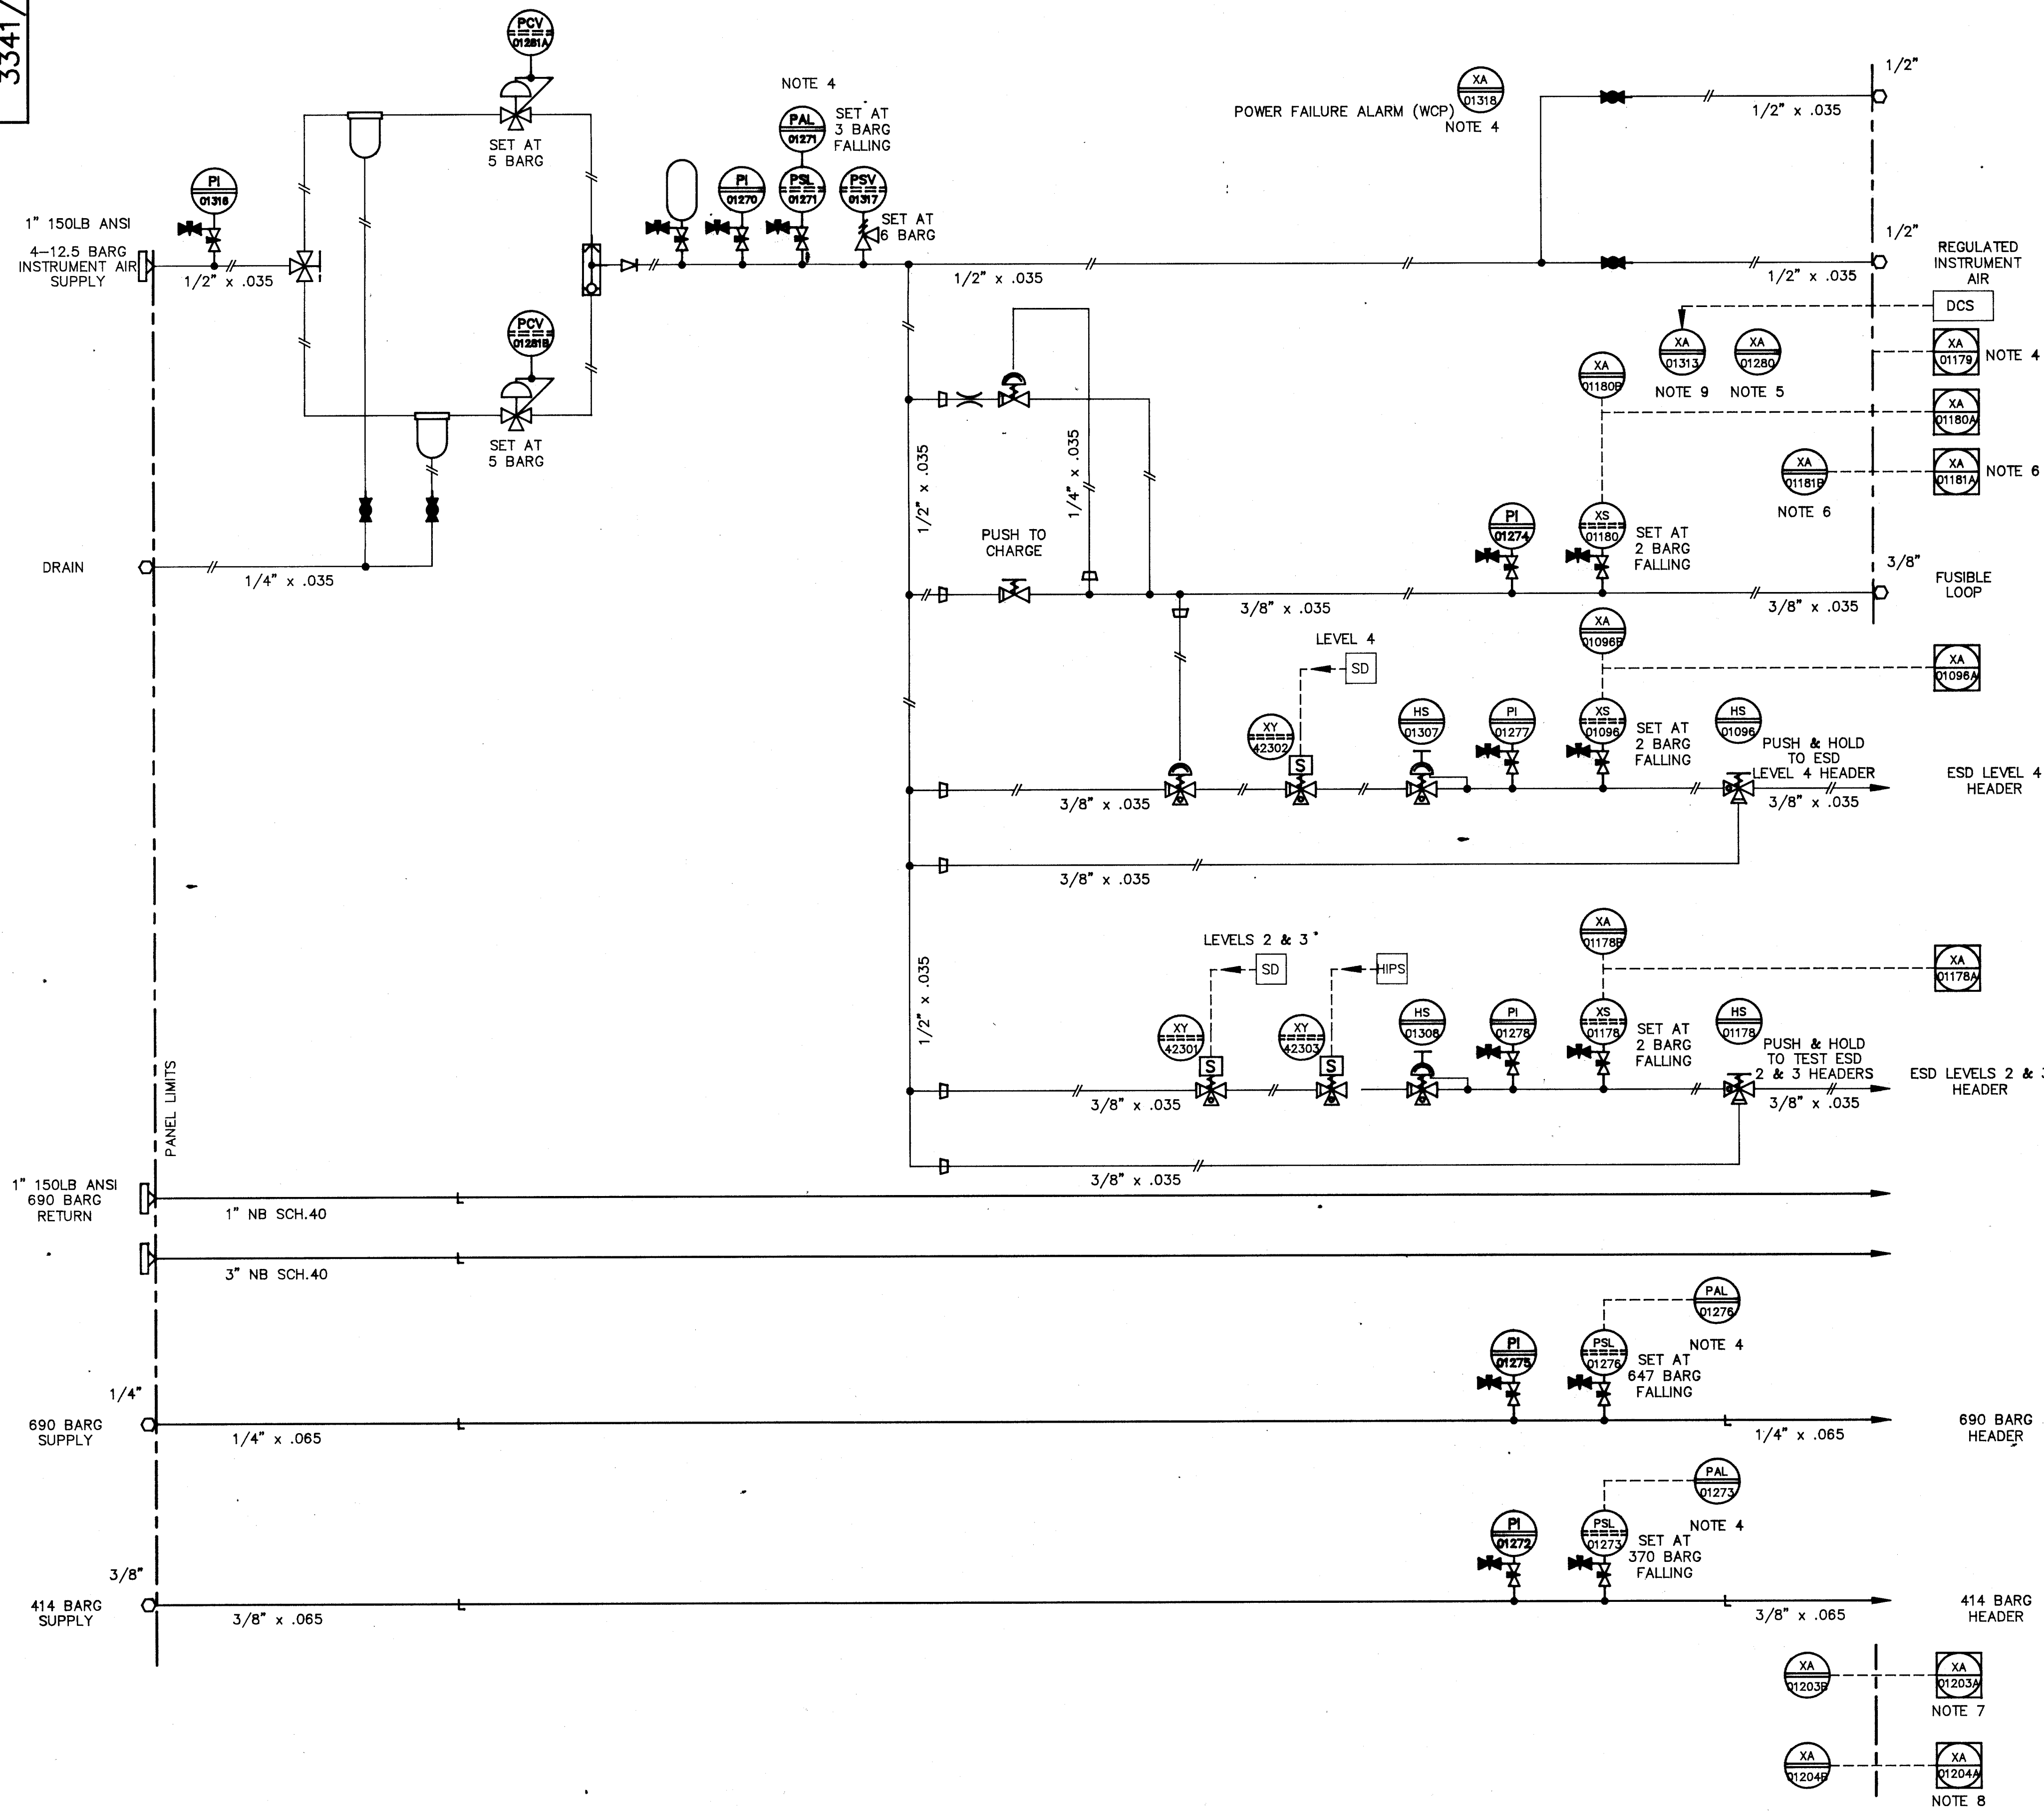 3341/
PCV
01281A
SET AT
5 BARG
NOTE 4
PAL
01271
SET AT
3 BARG
FALLING
POWER FAILURE ALARM (WCP)
XA
01318
NOTE 4
1/2"
1/2" x .035
1" 150LB ANSI
4-12.5 BARG
INSTRUMENT AIR
SUPPLY
PI
01316
1/2" x .035
PI
01270
PSL
01271
PSV
01317
SET AT
6 BARG
1/2" x .035
1/2"
1/2" x .035
REGULATED
INSTRUMENT
AIR
DCS
PCV
01281B
SET AT
5 BARG
XA
01313
NOTE 9
XA
01280
NOTE 5
XA
01179
NOTE 4
XA
01180B
XA
01180A
XA
01181B
NOTE 6
XA
01181A
NOTE 6
1/2" x .035
1/4" x .035
PUSH TO
CHARGE
PI
01274
XS
01180
SET AT
2 BARG
FALLING
DRAIN
1/4" x .035
3/8" x .035
3/8" x .035
3/8"
FUSIBLE
LOOP
XA
01096B
XA
01096A
LEVEL 4
SD
XY
42302
HS
01307
PI
01277
XS
01096
SET AT
2 BARG
FALLING
HS
01096
PUSH & HOLD
TO ESD
LEVEL 4 HEADER
3/8" x .035
3/8" x .035
ESD LEVEL 4
HEADER
3/8" x .035
LEVELS 2 & 3
SD
HIPS
XA
01178B
XA
01178A
1/2" x .035
XY
42301
XY
42303
HS
01308
PI
01278
XS
01178
SET AT
2 BARG
FALLING
HS
01178
PUSH & HOLD
TO TEST ESD
2 & 3 HEADERS
3/8" x .035
3/8" x .035
ESD LEVELS 2 & 3
HEADER
3/8" x .035
PANEL LIMITS
1" 150LB ANSI
690 BARG
RETURN
1" NB SCH.40
3" NB SCH.40
PAL
01276
NOTE 4
PI
01275
PSL
01276
SET AT
647 BARG
FALLING
1/4"
690 BARG
SUPPLY
1/4" x .065
1/4" x .065
690 BARG
HEADER
PAL
01273
NOTE 4
PI
01272
PSL
01273
SET AT
370 BARG
FALLING
3/8"
414 BARG
SUPPLY
3/8" x .065
3/8" x .065
414 BARG
HEADER
XA
01203B
XA
01203A
NOTE 7
XA
01204B
XA
01204A
NOTE 8